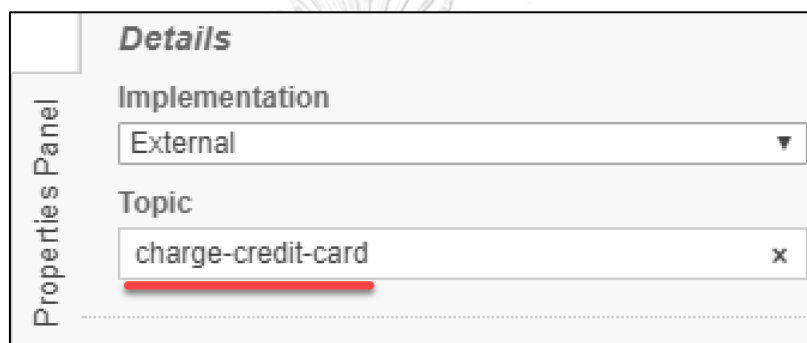 Details
Implementation
External
Topic
charge-credit-card
x
Properties Panel